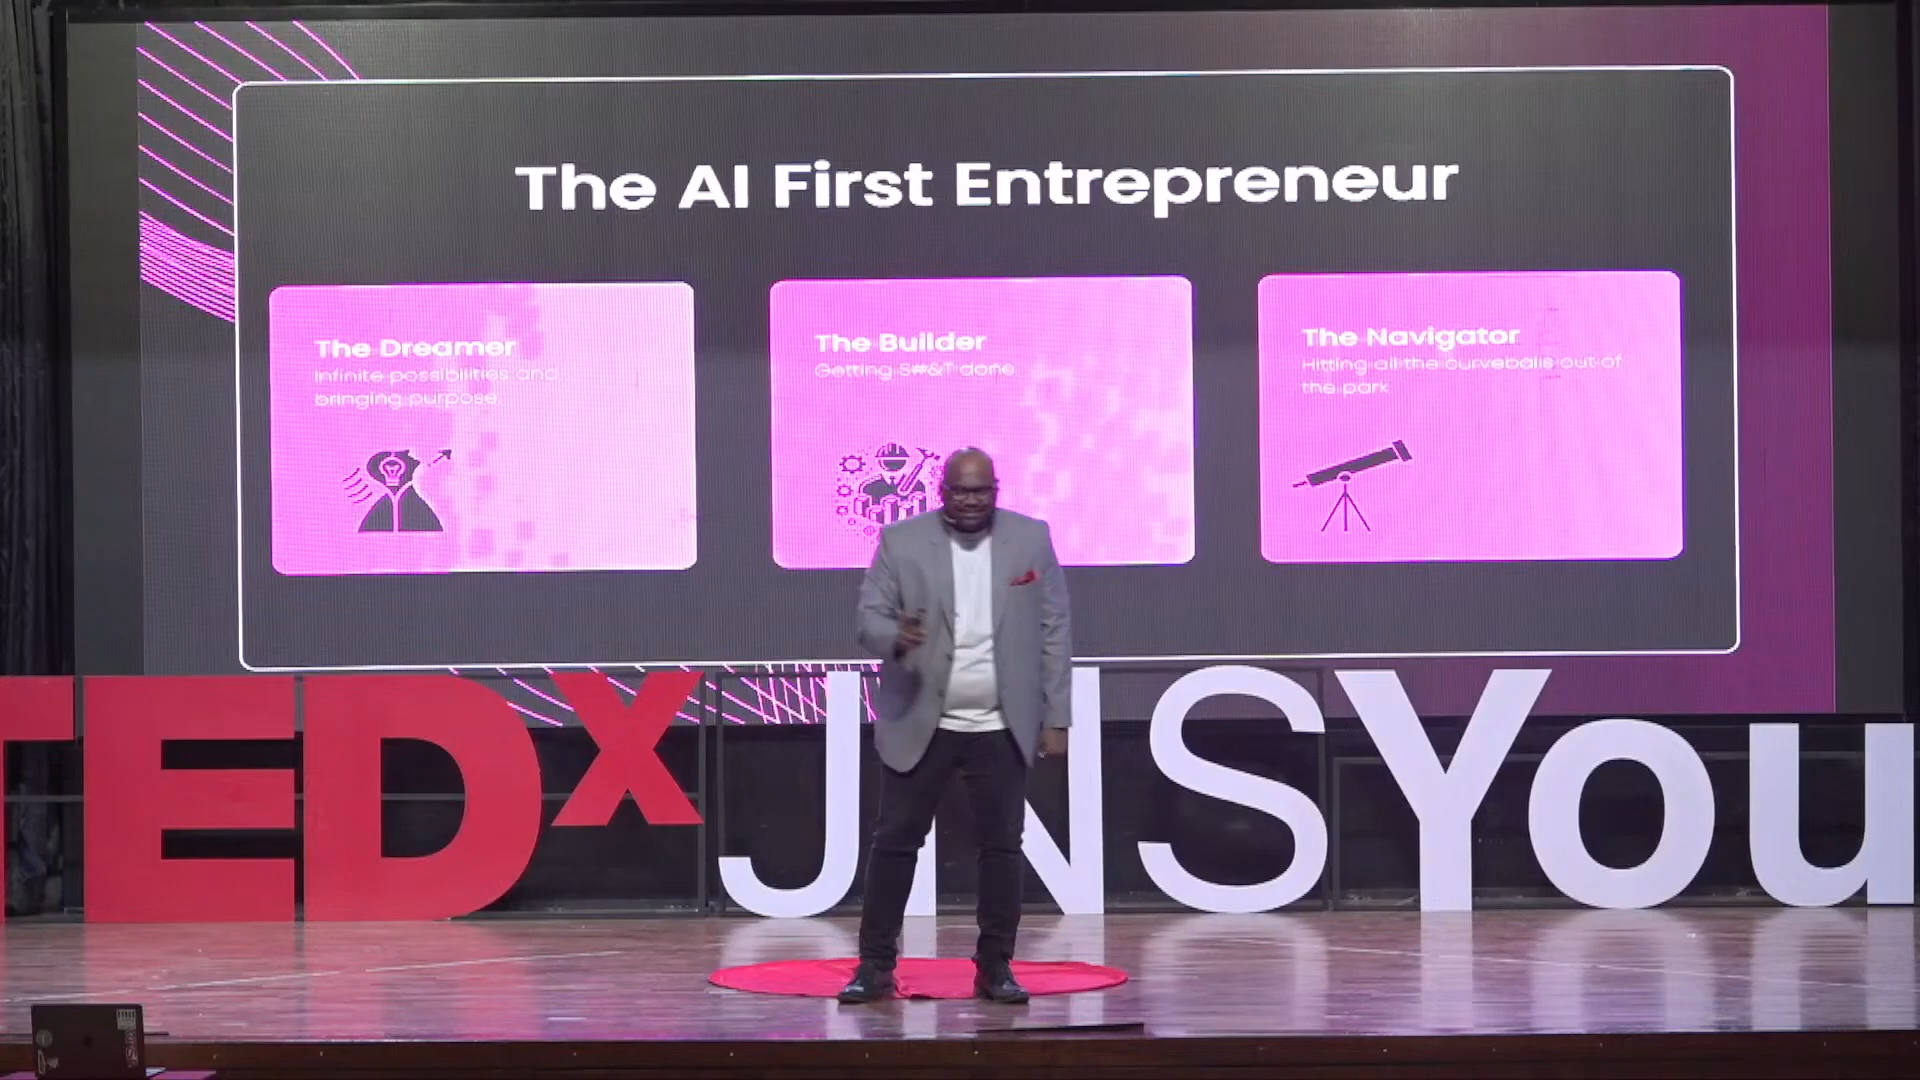 The AI First Entrepreneur
The Dreamer
Infinite possibilities and
bringing purpose
The Builder
Getting S#&T done
The Navigator
Hitting all the curveballs out of
the park
TEDx JNSYou